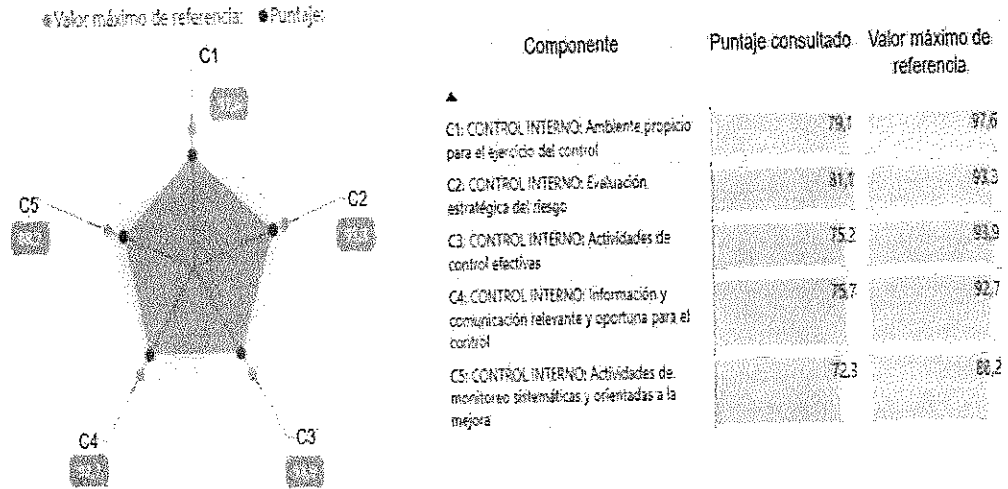 Valor máximo de referencia: Puntaje:
C1
C2
C5
C4
C3
Componente Puntaje consultado Valor máximo de referencia
C1: CONTROL INTERNO: Ambiente propicio 79,1 97,6
para el ejercicio del control
C2: CONTROL INTERNO: Evaluación 81,1 93,3
estratégica del riesgo
C3: CONTROL INTERNO: Actividades de 75,2 93,9
control efectivas
C4: CONTROL INTERNO: Información y 75,7 92,7
comunicación relevante y oportuna para el
control
C5: CONTROL INTERNO: Actividades de 72,3 88,2
monitoreo sistemáticas y orientadas a la
mejora